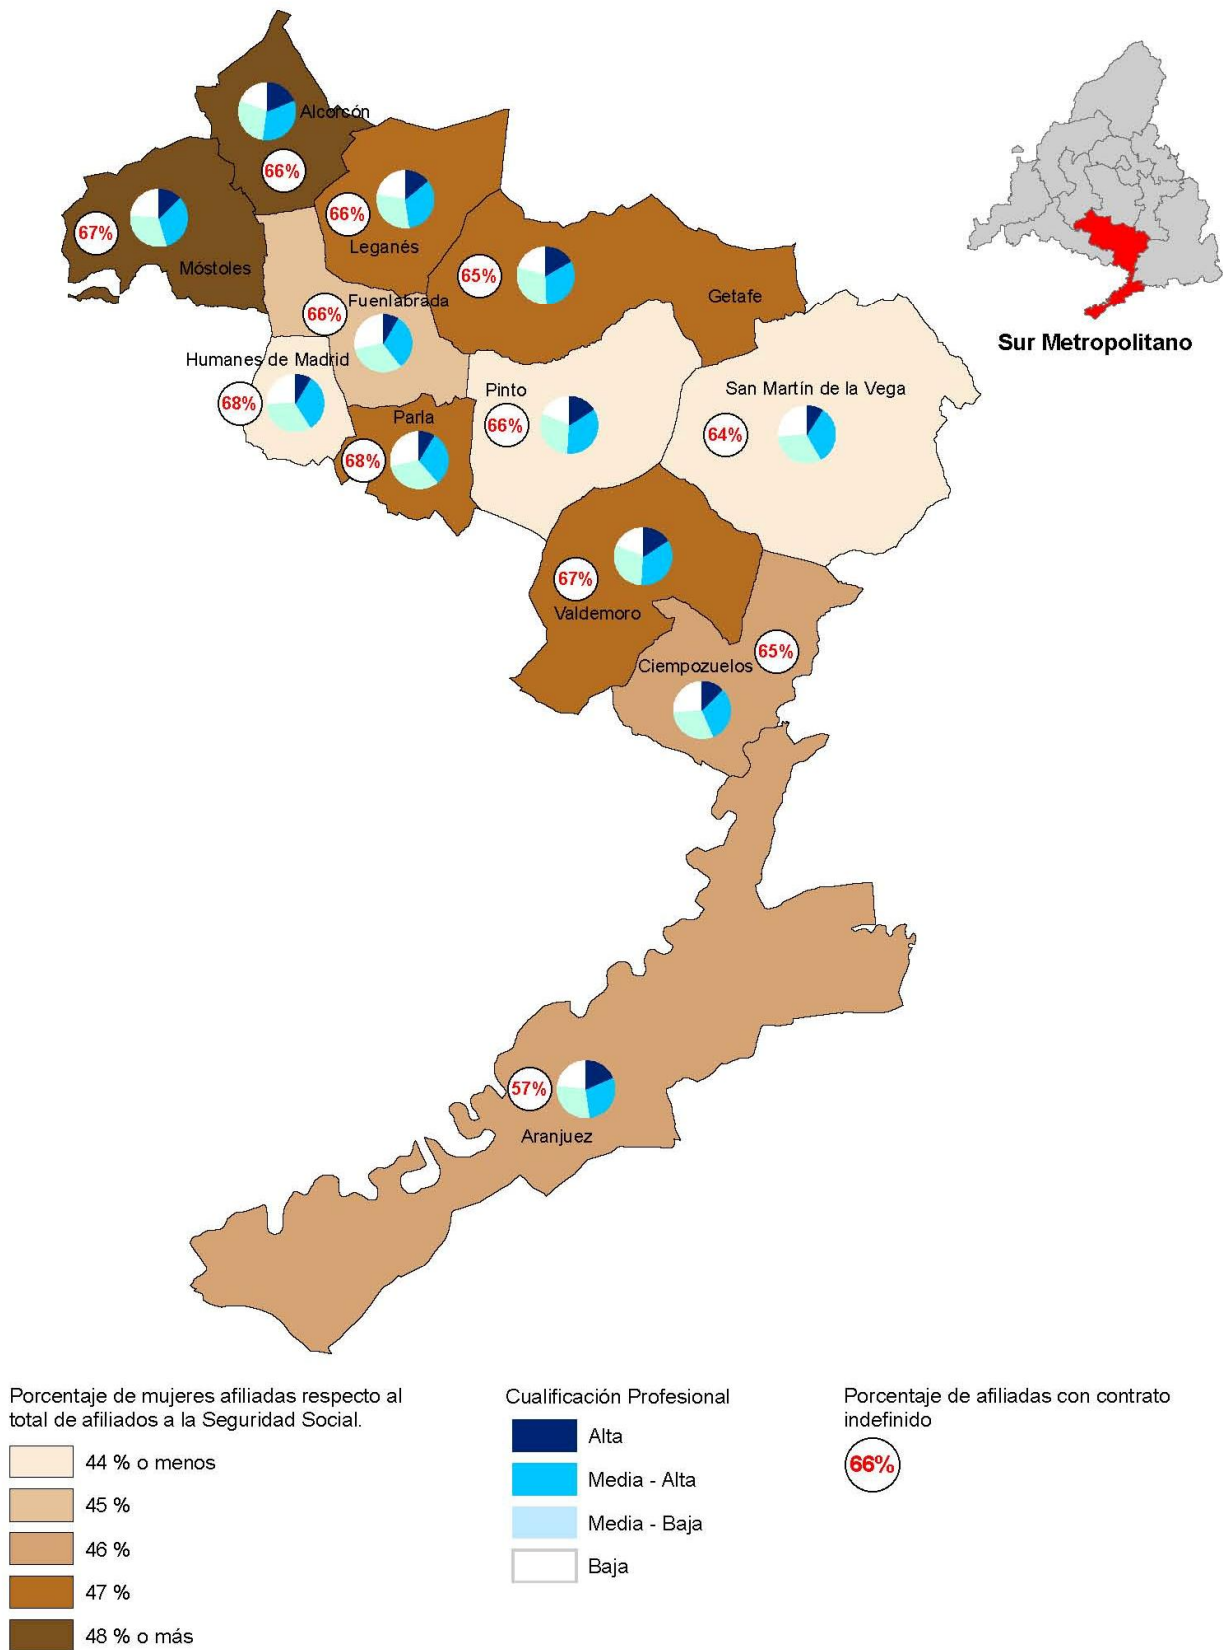 Alcorcón
66%
67%
Móstoles
66%
Leganés
65%
Getafe
Fuenlabrada
66%
Sur Metropolitano
Humanes de Madrid
68%
Parla
68%
Pinto
66%
San Martín de la Vega
64%
67%
Valdemoro
65%
Ciempozuelos
57%
Aranjuez
Porcentaje de mujeres afiliadas respecto al
total de afiliados a la Seguridad Social.
44 % o menos
45 %
46 %
47 %
48 % o más
Cualificación Profesional
Alta
Media - Alta
Media - Baja
Baja
Porcentaje de afiliadas con contrato
indefinido
66%